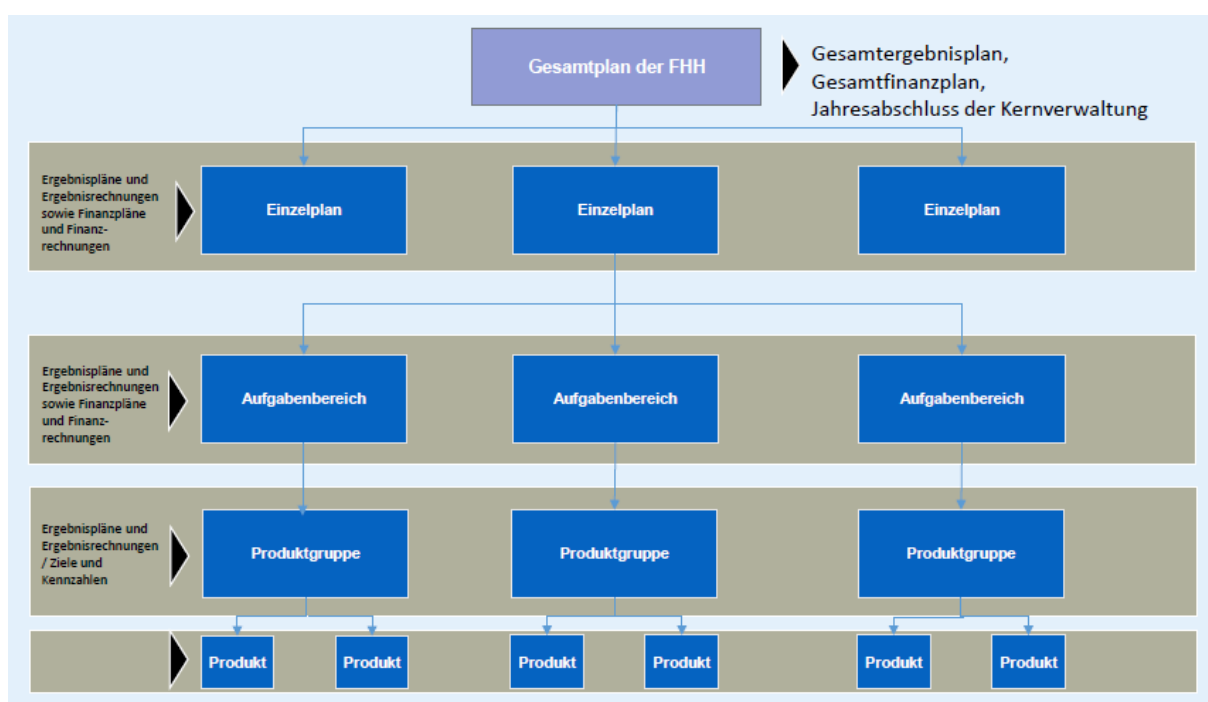 Gesamtplan der FHH
Gesamtergebnisplan,
Gesamtfinanzplan,
Jahresabschluss der Kernverwaltung
Ergebnispläne und
Ergebnisrechnungen
sowie Finanzpläne
und Finanz-
rechnungen
Einzelplan
Einzelplan
Einzelplan
Ergebnispläne und
Ergebnisrechnungen
sowie Finanzpläne
und Finanz-
rechnungen
Aufgabenbereich
Aufgabenbereich
Aufgabenbereich
Ergebnispläne und
Ergebnisrechnungen
/ Ziele und
Kennzahlen
Produktgruppe
Produktgruppe
Produktgruppe
Produkt
Produkt
Produkt
Produkt
Produkt
Produkt